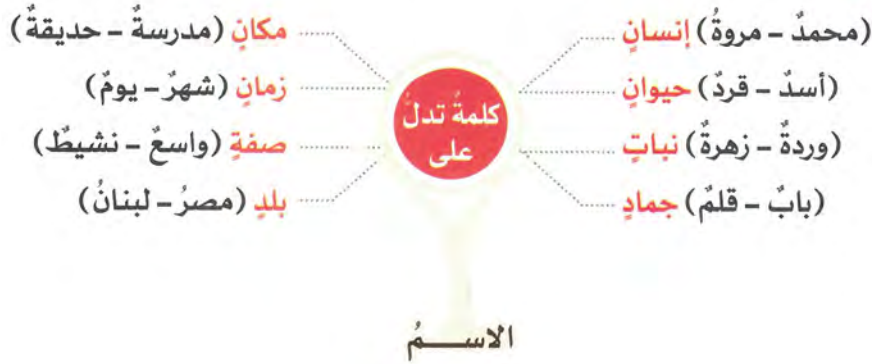 إنسانٍ (محمدٌ - مروةُ)
حيوانٍ (أسدٌ - قردٌ)
نباتٍ (وردةٌ - زهرةٌ)
جمادٍ (بابٌ - قلمٌ)
كلمةٌ تدلُّ
على
مكانٍ (مدرسةٌ - حديقةٌ)
زمانٍ (شهرٌ - يومٌ)
صفةٍ (واسعٌ - نشيطٌ)
بلدٍ (مصرُ - لبنانُ)
الاســـمُ